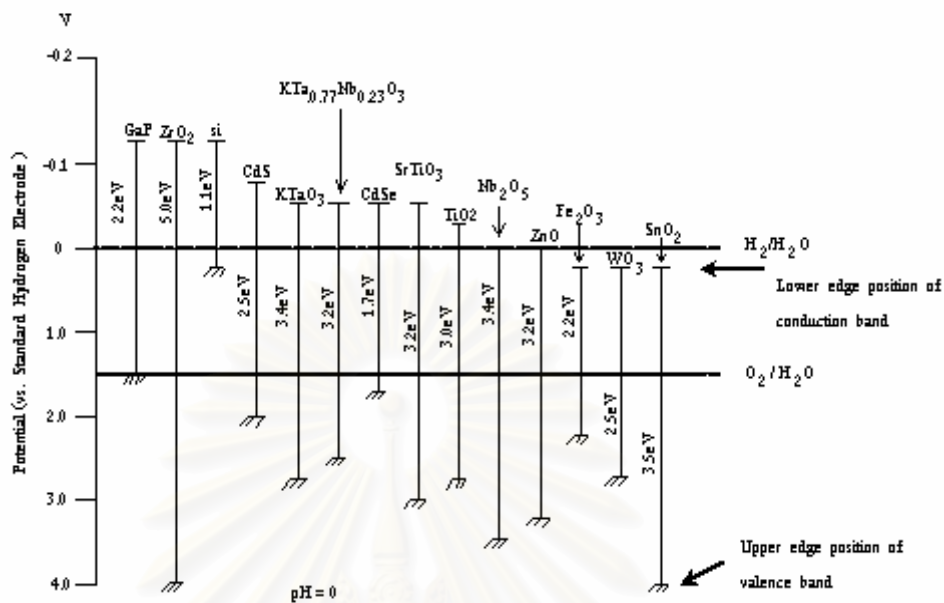 V
-0.2
KTa0.77Nb0.23O3
GaP ZrO2 si
-0.1
CdS
KTaO3
CdSe
SrTiO3
TiO2
Nb2O5
ZnO
Fe2O3
WO3
SnO2
0
H2/H2O
2.2eV
5.0eV
1.1eV
2.5eV
3.4eV
3.2eV
1.7eV
3.2eV
3.0eV
3.4eV
3.2eV
2.2eV
2.5eV
3.5eV
Lower edge position of
conduction band
1.0
O2/H2O
2.0
3.0
4.0
Upper edge position of
valence band
pH = 0
Potential (vs. Standard Hydrogen Electrode)